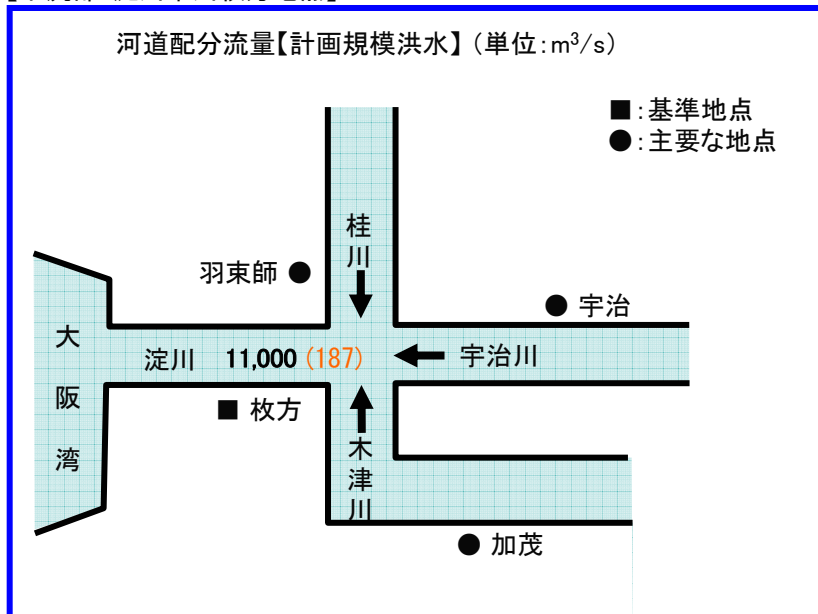 河道配分流量【計画規模洪水】 (単位:m³/s)
■:基準地点
●:主要な地点
桂川
羽束師 ●
● 宇治
大阪湾
淀川 11,000 (187)
宇治川
■ 枚方
木津川
● 加茂